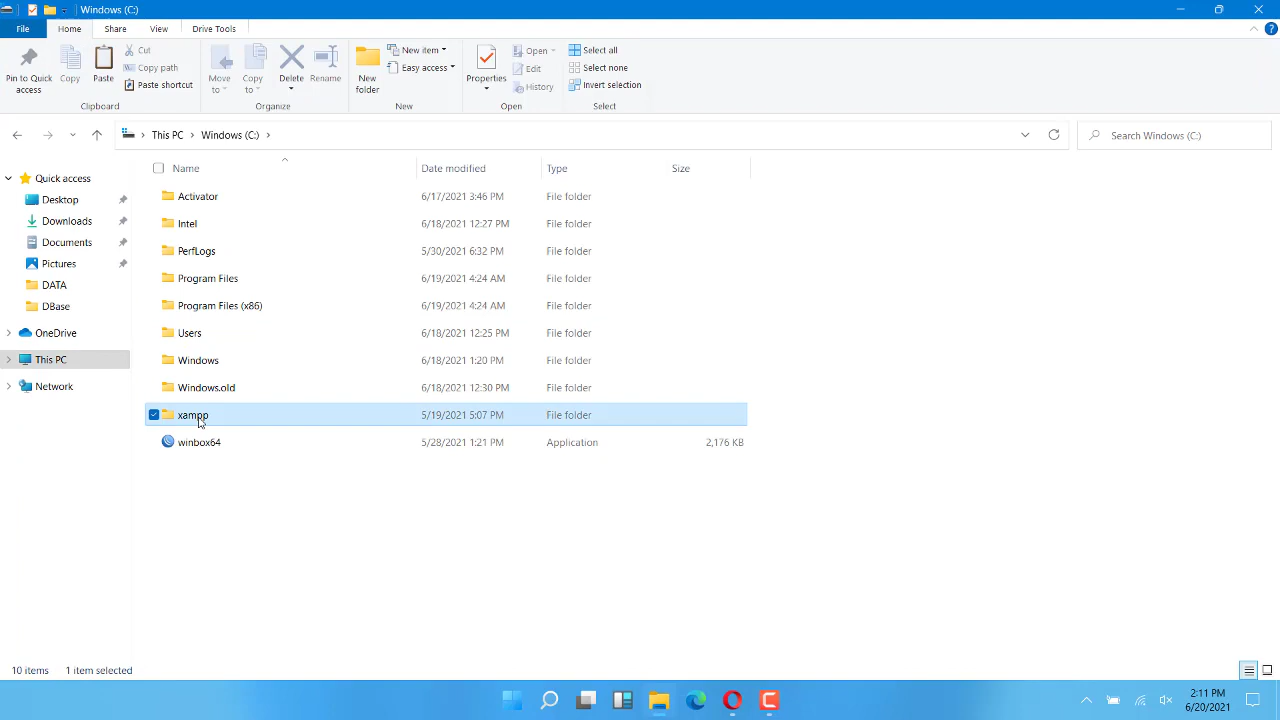 Windows (C:)
File Home Share View Drive Tools
Pin to Quick access
Copy
Paste
Cut
Copy path
Paste shortcut
Clipboard
Move to
Copy to
Delete
Rename
Organize
New folder
New item
Easy access
New
Properties
Open
Edit
History
Open
Select all
Select none
Invert selection
Select
This PC Windows (C:)
Search Windows (C:)
Quick access
Desktop
Downloads
Documents
Pictures
DATA
DBase
OneDrive
This PC
Network
Name Date modified Type Size
Activator 6/17/2021 3:46 PM File folder
Intel 6/18/2021 12:27 PM File folder
PerfLogs 5/30/2021 6:32 PM File folder
Program Files 6/19/2021 4:24 AM File folder
Program Files (x86) 6/19/2021 4:24 AM File folder
Users 6/18/2021 12:25 PM File folder
Windows 6/18/2021 1:20 PM File folder
Windows.old 6/18/2021 12:30 PM File folder
xampp 5/19/2021 5:07 PM File folder
winbox64 5/28/2021 1:21 PM Application 2,176 KB
10 items 1 item selected
2:11 PM
6/20/2021